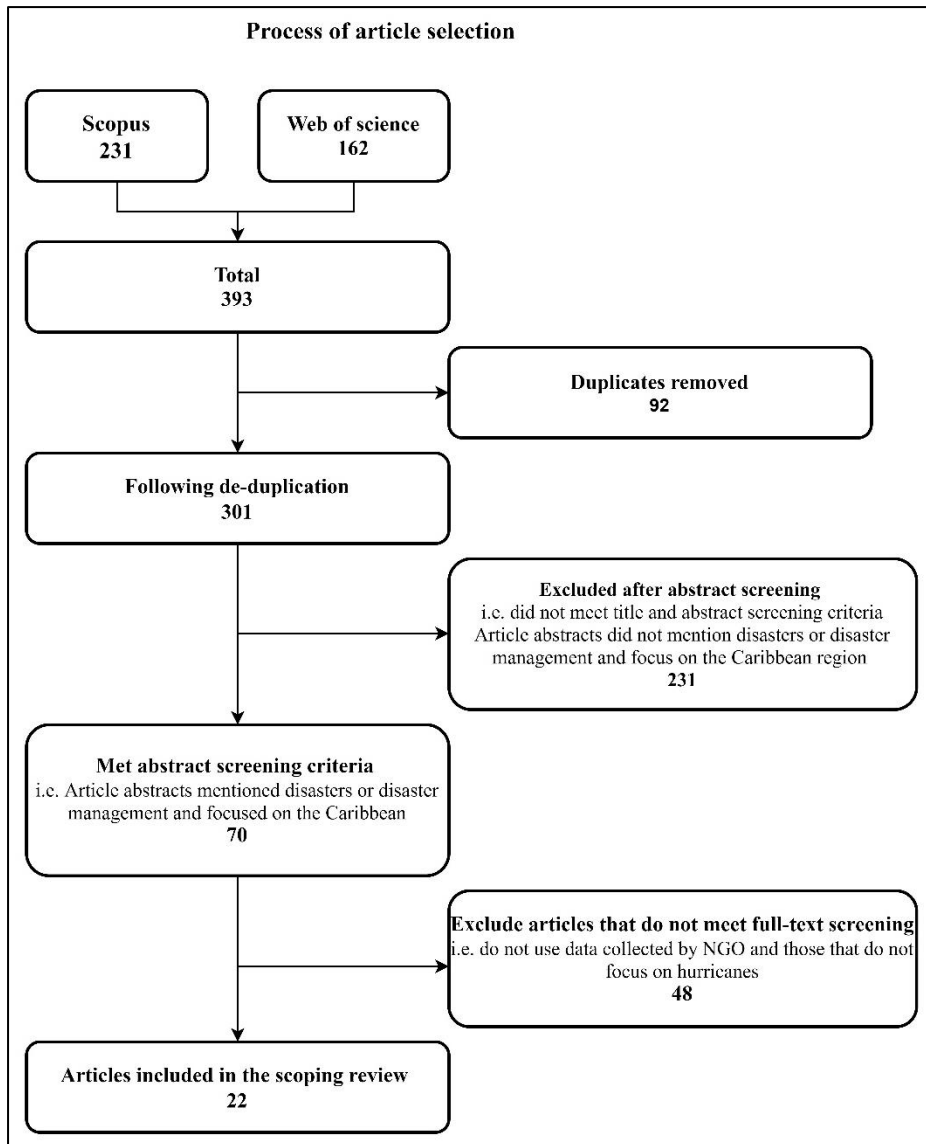 Process of article selection
Scopus
231
Web of science
162
Total
393
Duplicates removed
92
Following de-duplication
301
Excluded after abstract screening
i.e. did not meet title and abstract screening criteria
Article abstracts did not mention disasters or disaster
management and focus on the Caribbean region
231
Met abstract screening criteria
i.e. Article abstracts mentioned disasters or disaster
management and focused on the Caribbean
70
Exclude articles that do not meet full-text screening
i.e. do not use data collected by NGO and those that do not
focus on hurricanes
48
Articles included in the scoping review
22